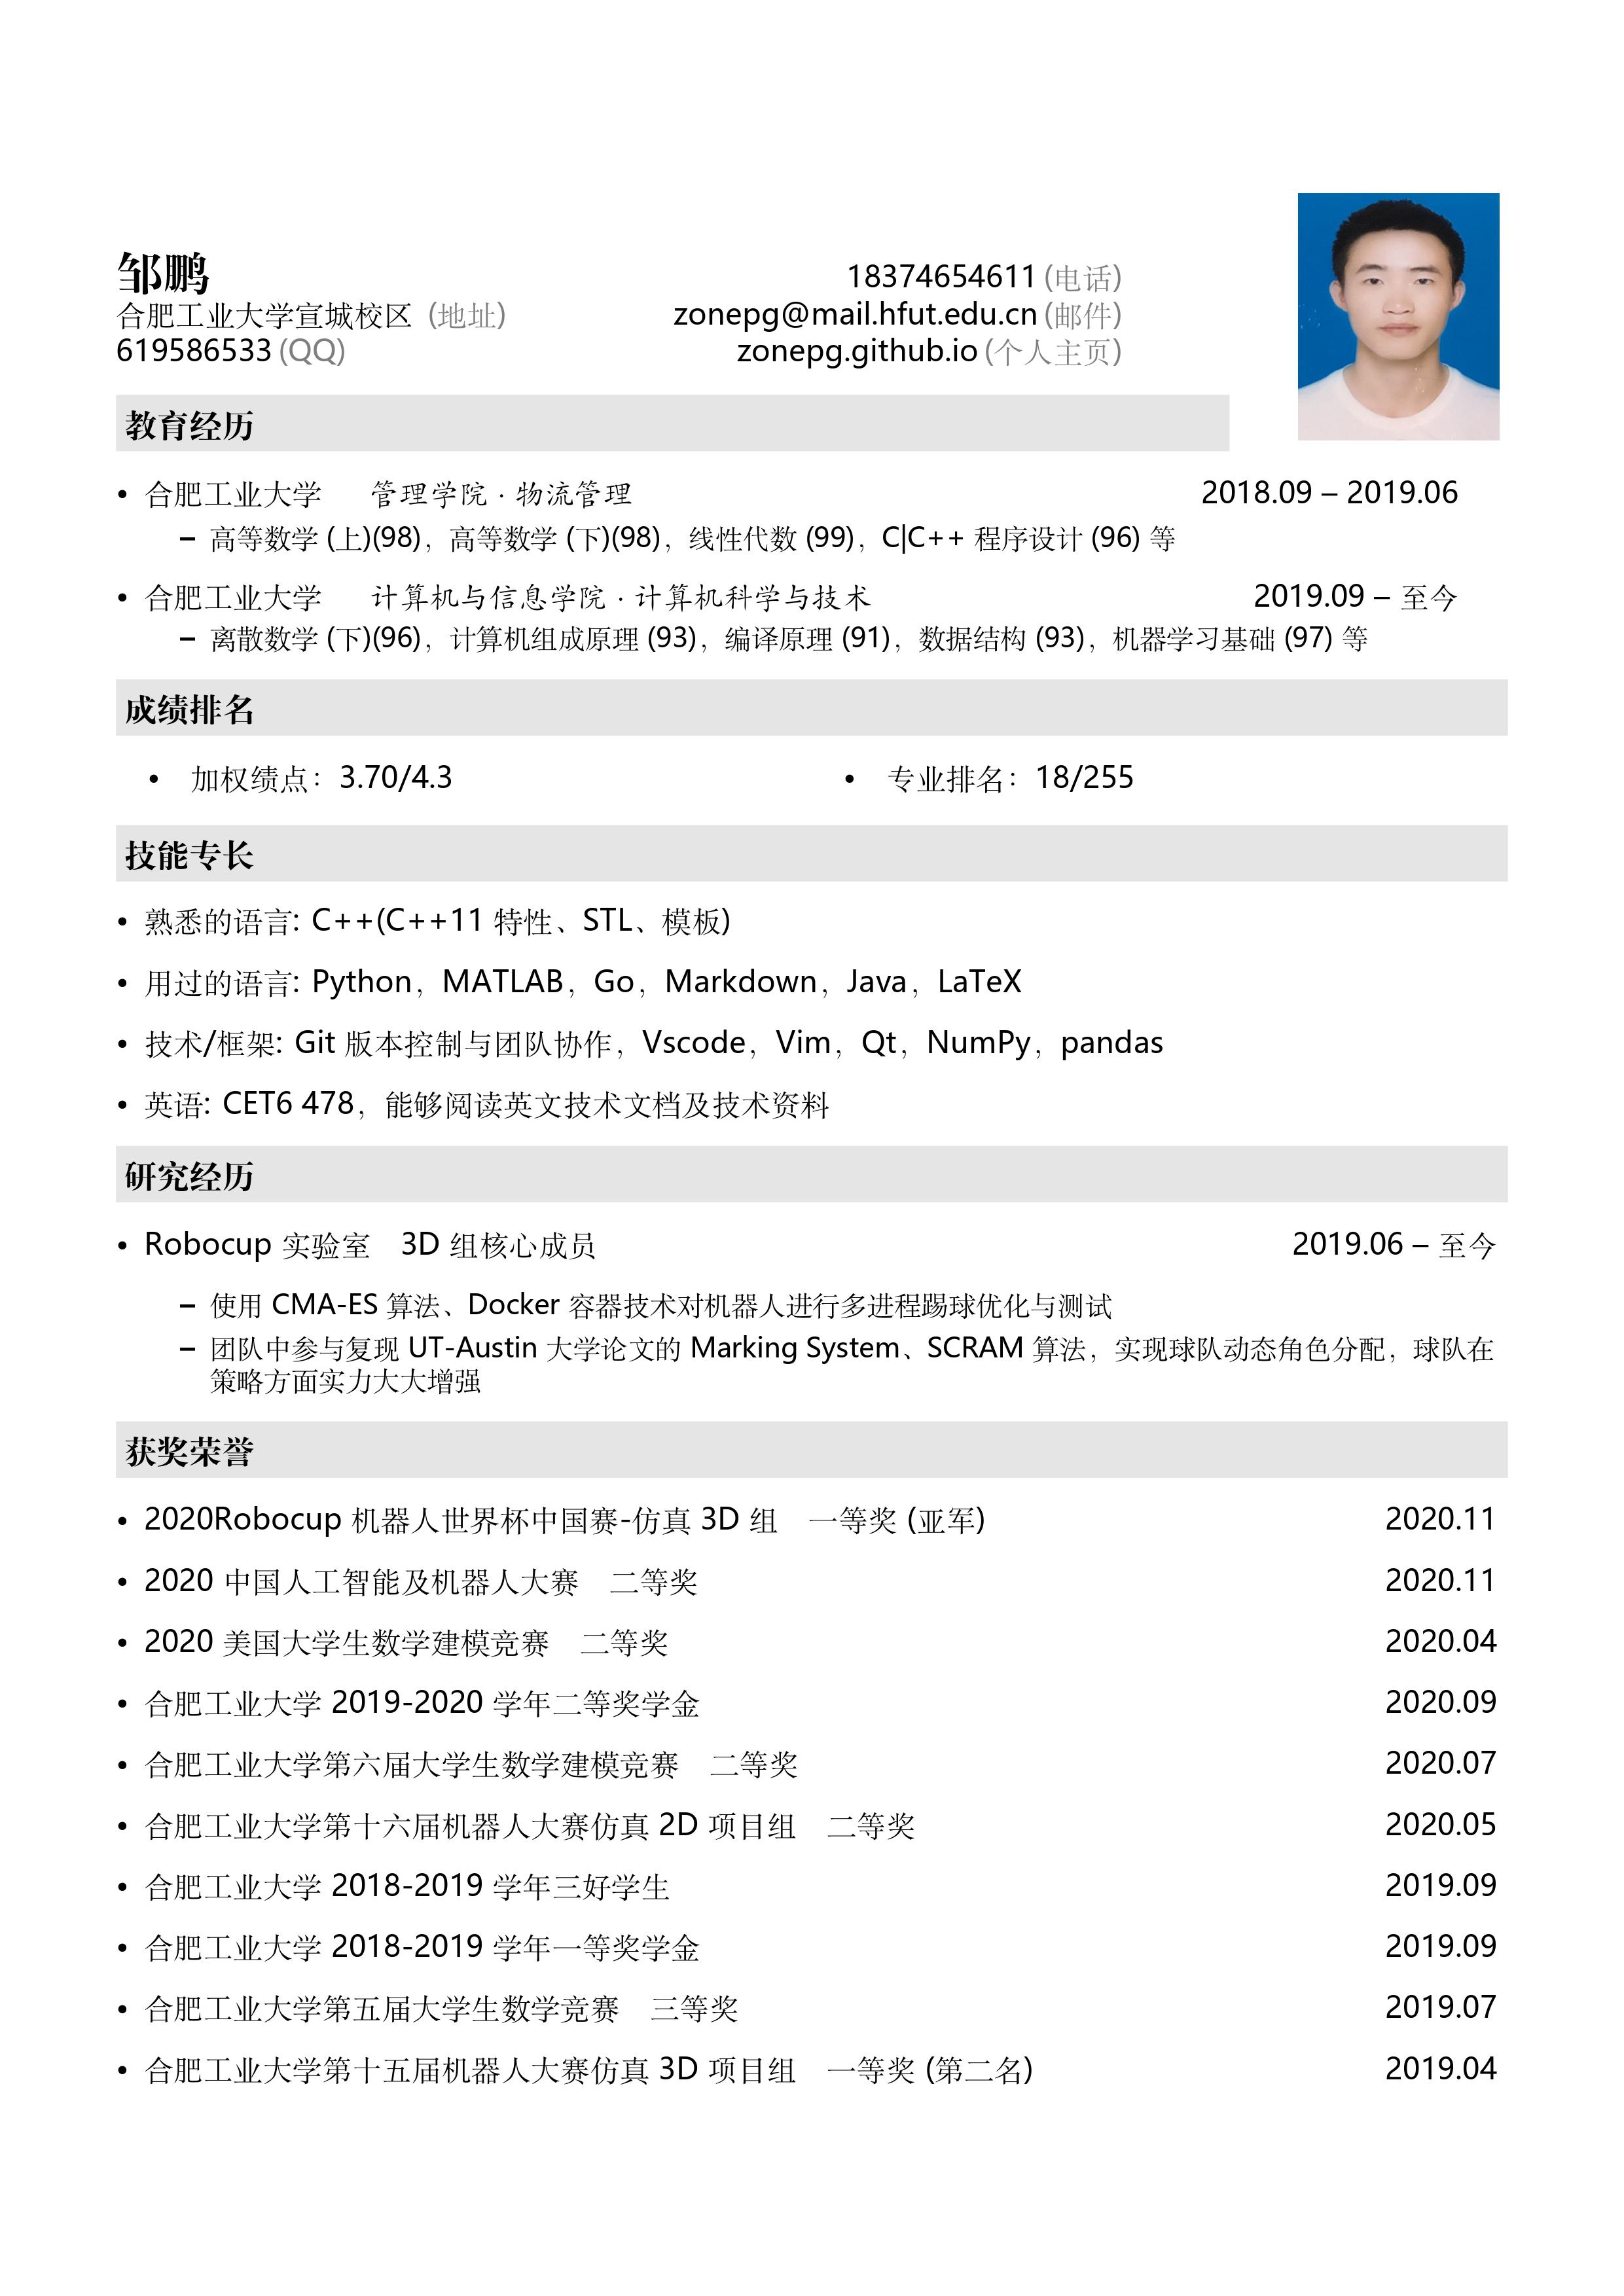 邹鹏
合肥工业大学宣城校区 (地址)
619586533 (QQ)
18374654611 (电话)
zonepg@mail.hfut.edu.cn (邮件)
zonepg.github.io (个人主页)
教育经历
• 合肥工业大学 管理学院 · 物流管理 2018.09 – 2019.06
– 高等数学 (上)(98)，高等数学 (下)(98)，线性代数 (99)，C|C++ 程序设计 (96) 等
• 合肥工业大学 计算机与信息学院 · 计算机科学与技术 2019.09 – 至今
– 离散数学 (下)(96)，计算机组成原理 (93)，编译原理 (91)，数据结构 (93)，机器学习基础 (97) 等
成绩排名
• 加权绩点：3.70/4.3 • 专业排名：18/255
技能专长
• 熟悉的语言: C++(C++11 特性、STL、模板)
• 用过的语言: Python，MATLAB，Go，Markdown，Java，LaTeX
• 技术/框架: Git 版本控制与团队协作，Vscode，Vim，Qt，NumPy，pandas
• 英语: CET6 478，能够阅读英文技术文档及技术资料
研究经历
• Robocup 实验室 3D 组核心成员 2019.06 – 至今
– 使用 CMA-ES 算法、Docker 容器技术对机器人进行多进程踢球优化与测试
– 团队中参与复现 UT-Austin 大学论文的 Marking System、SCRAM 算法，实现球队动态角色分配，球队在
策略方面实力大大增强
获奖荣誉
• 2020Robocup 机器人世界杯中国赛-仿真 3D 组 一等奖 (亚军) 2020.11
• 2020 中国人工智能及机器人大赛 二等奖 2020.11
• 2020 美国大学生数学建模竞赛 二等奖 2020.04
• 合肥工业大学 2019-2020 学年二等奖学金 2020.09
• 合肥工业大学第六届大学生数学建模竞赛 二等奖 2020.07
• 合肥工业大学第十六届机器人大赛仿真 2D 项目组 二等奖 2020.05
• 合肥工业大学 2018-2019 学年三好学生 2019.09
• 合肥工业大学 2018-2019 学年一等奖学金 2019.09
• 合肥工业大学第五届大学生数学竞赛 三等奖 2019.07
• 合肥工业大学第十五届机器人大赛仿真 3D 项目组 一等奖 (第二名) 2019.04